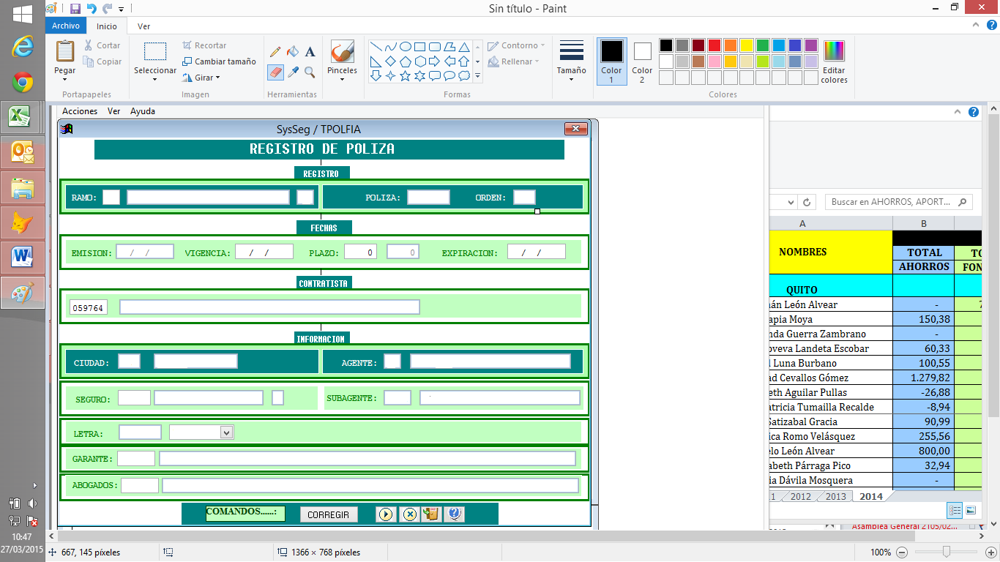 Sin título - Paint
Archivo Inicio Ver
Pegar
Cortar
Copiar
Portapapeles
Seleccionar
Recortar
Cambiar tamaño
Girar
Imagen
Herramientas
Pinceles
Contorno
Rellenar
Formas
Tamaño
Color 1
Color 2
Editar colores
Colores
Acciones Ver Ayuda
SysSeg / TPOLFIA
REGISTRO DE POLIZA
REGISTRO
RAMO: POLIZA: ORDEN:
FECHAS
EMISION: / / VIGENCIA: / / PLAZO: 0 0 EXPIRACION: / /
CONTRATISTA
059764
INFORMACION
CIUDAD: AGENTE:
SEGURO: SUBAGENTE:
LETRA:
GARANTE:
ABOGADOS:
COMANDOS......: CORREGIR
Buscar en AHORROS, APORT...
A B
NOMBRES TOTAL AHORROS
QUITO
León Alvear -
apia Moya 150,38
nda Guerra Zambrano -
oveva Landeta Escobar 60,33
Luna Burbano 100,55
ad Cevallos Gómez 1.279,82
eth Aguilar Pullas -26,88
atricia Tumailla Recalde -8,94
Satizabal Gracia 90,99
ica Romo Velásquez 255,56
elo León Alvear 800,00
abeth Párraga Pico 32,94
ia Dávila Mosquera -
1 2012 2013 2014
Asamblea General 2105/02...
10:47
27/03/2015
667, 145 píxeles 1366 × 768 píxeles 100%